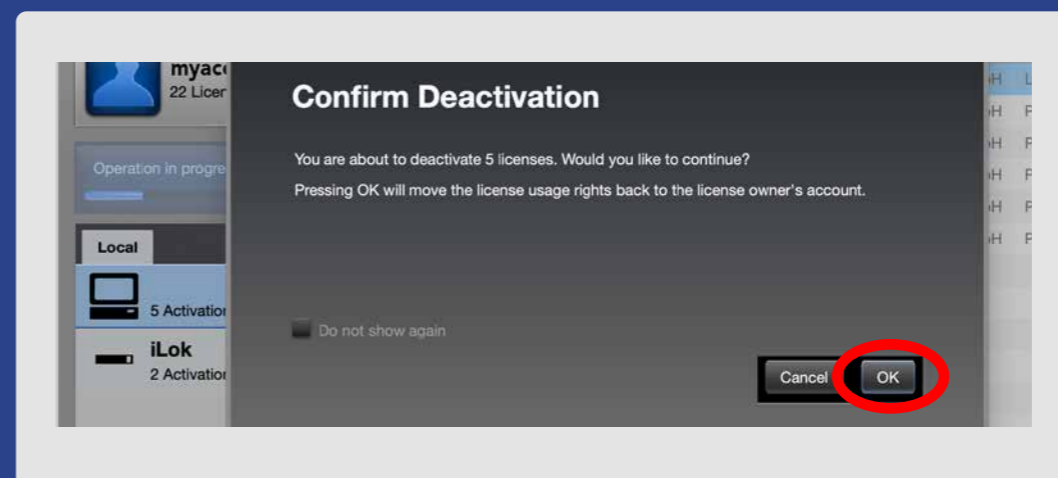 myac
22 Licen
Operation in progre
Local
5 Activation
iLok
2 Activation
Confirm Deactivation
You are about to deactivate 5 licenses. Would you like to continue?
Pressing OK will move the license usage rights back to the license owner's account.
Do not show again
Cancel
OK